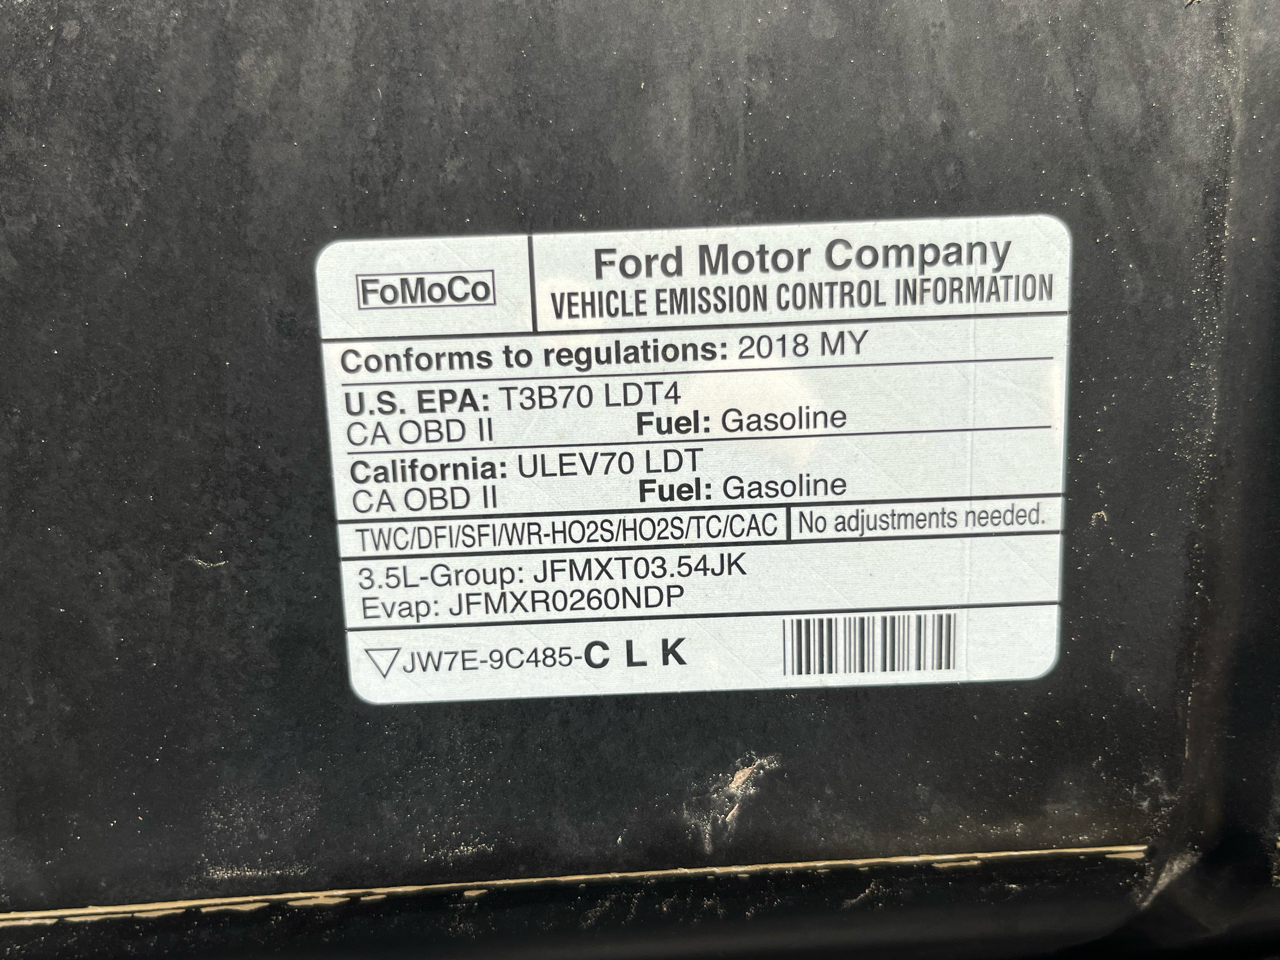 FoMoCo
Ford Motor Company
VEHICLE EMISSION CONTROL INFORMATION
Conforms to regulations: 2018 MY
U.S. EPA: T3B70 LDT4
CA OBD II Fuel: Gasoline
California: ULEV70 LDT
CA OBD II Fuel: Gasoline
TWC/DFI/SFI/WR-HO2S/HO2S/TC/CAC No adjustments needed.
3.5L-Group: JFMXT03.54JK
Evap: JFMXR0260NDP
JW7E-9C485-C L K